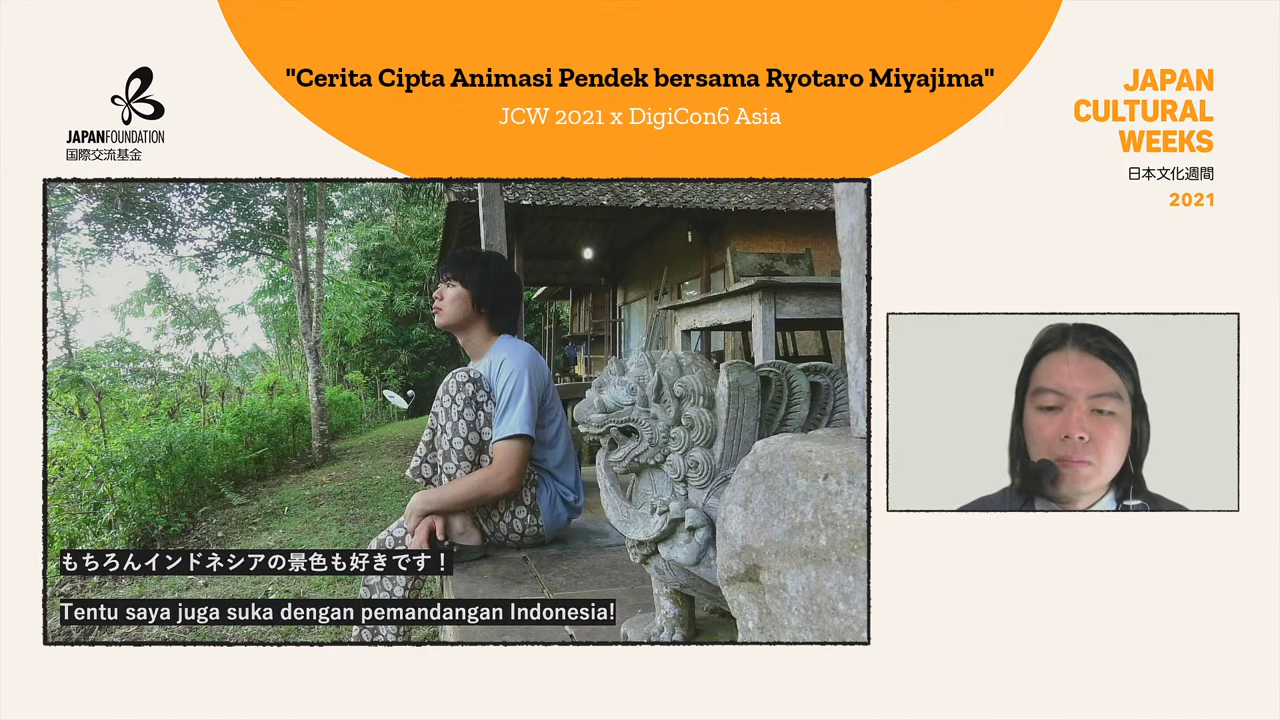 "Cerita Cipta Animasi Pendek bersama Ryotaro Miyajima"
JCW 2021 x DigiCon6 Asia
JAPANFOUNDATION
国際交流基金
JAPAN
CULTURAL
WEEKS
日本文化週間
2021
もちろんインドネシアの景色も好きです！
Tentu saya juga suka dengan pemandangan Indonesia!